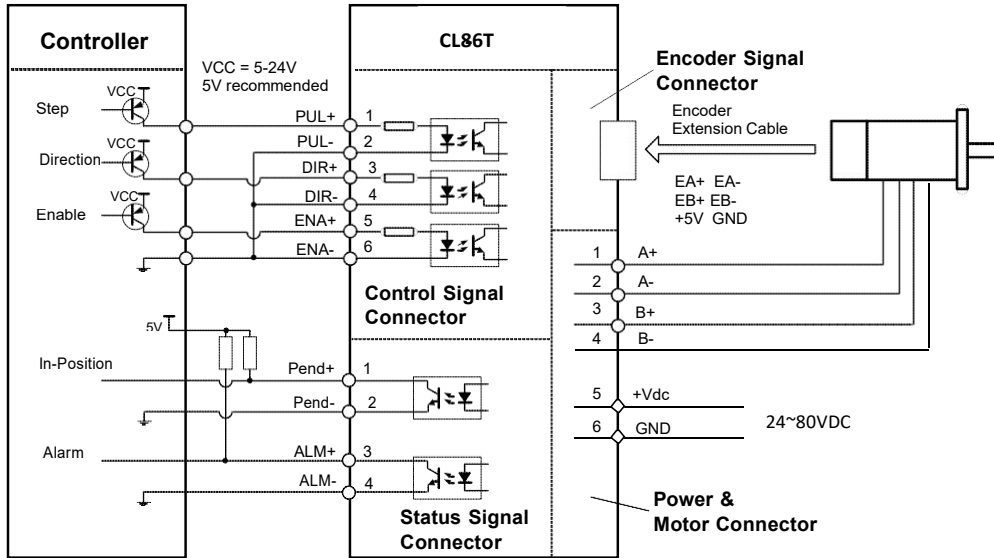 Controller
CL86T
VCC = 5-24V
5V recommended
Step
VCC
Direction
VCC
Enable
VCC
PUL+ 1
PUL- 2
DIR+ 3
DIR- 4
ENA+ 5
ENA- 6
Control Signal
Connector
5V
In-Position
Pend+ 1
Pend- 2
Alarm
ALM+ 3
ALM- 4
Status Signal
Connector
Encoder Signal
Connector
Encoder
Extension Cable
EA+ EA-
EB+ EB-
+5V GND
1 A+
2 A-
3 B+
4 B-
5 +Vdc
6 GND
24~80VDC
Power &
Motor Connector